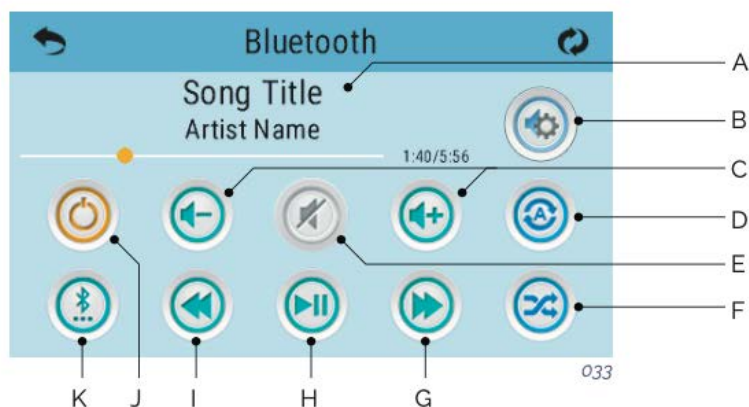 Bluetooth
A
Song Title
Artist Name
B
1:40/5:56
C
A
D
E
F
033
K
J
I
H
G